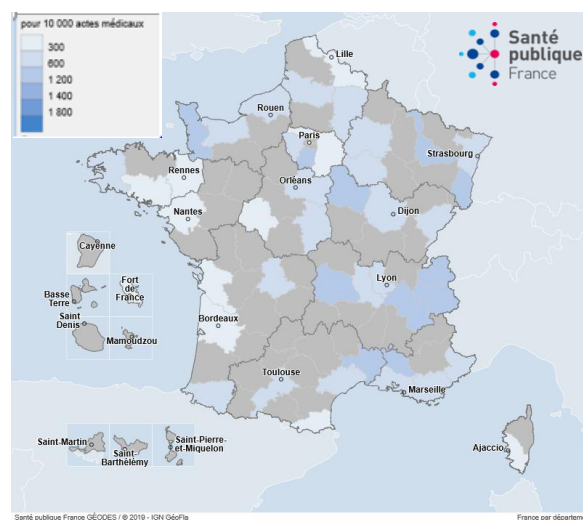 pour 10 000 actes médicaux
300
600
1 200
1 400
1 800
Santé
publique
France
Lille
Rouen
Paris
Strasbourg
Rennes
Orléans
Nantes
Dijon
Cayenne
Fort
de
France
Basse
Terre
Lyon
Saint
Denis
Bordeaux
Mamoudzou
Toulouse
Marseille
Saint-Martin
Saint-
Barthélémy
Saint-Pierre-
et-Miquelon
Ajaccio
Santé publique France GÉODES / © 2019 - IGN GéoFla
France par départeme